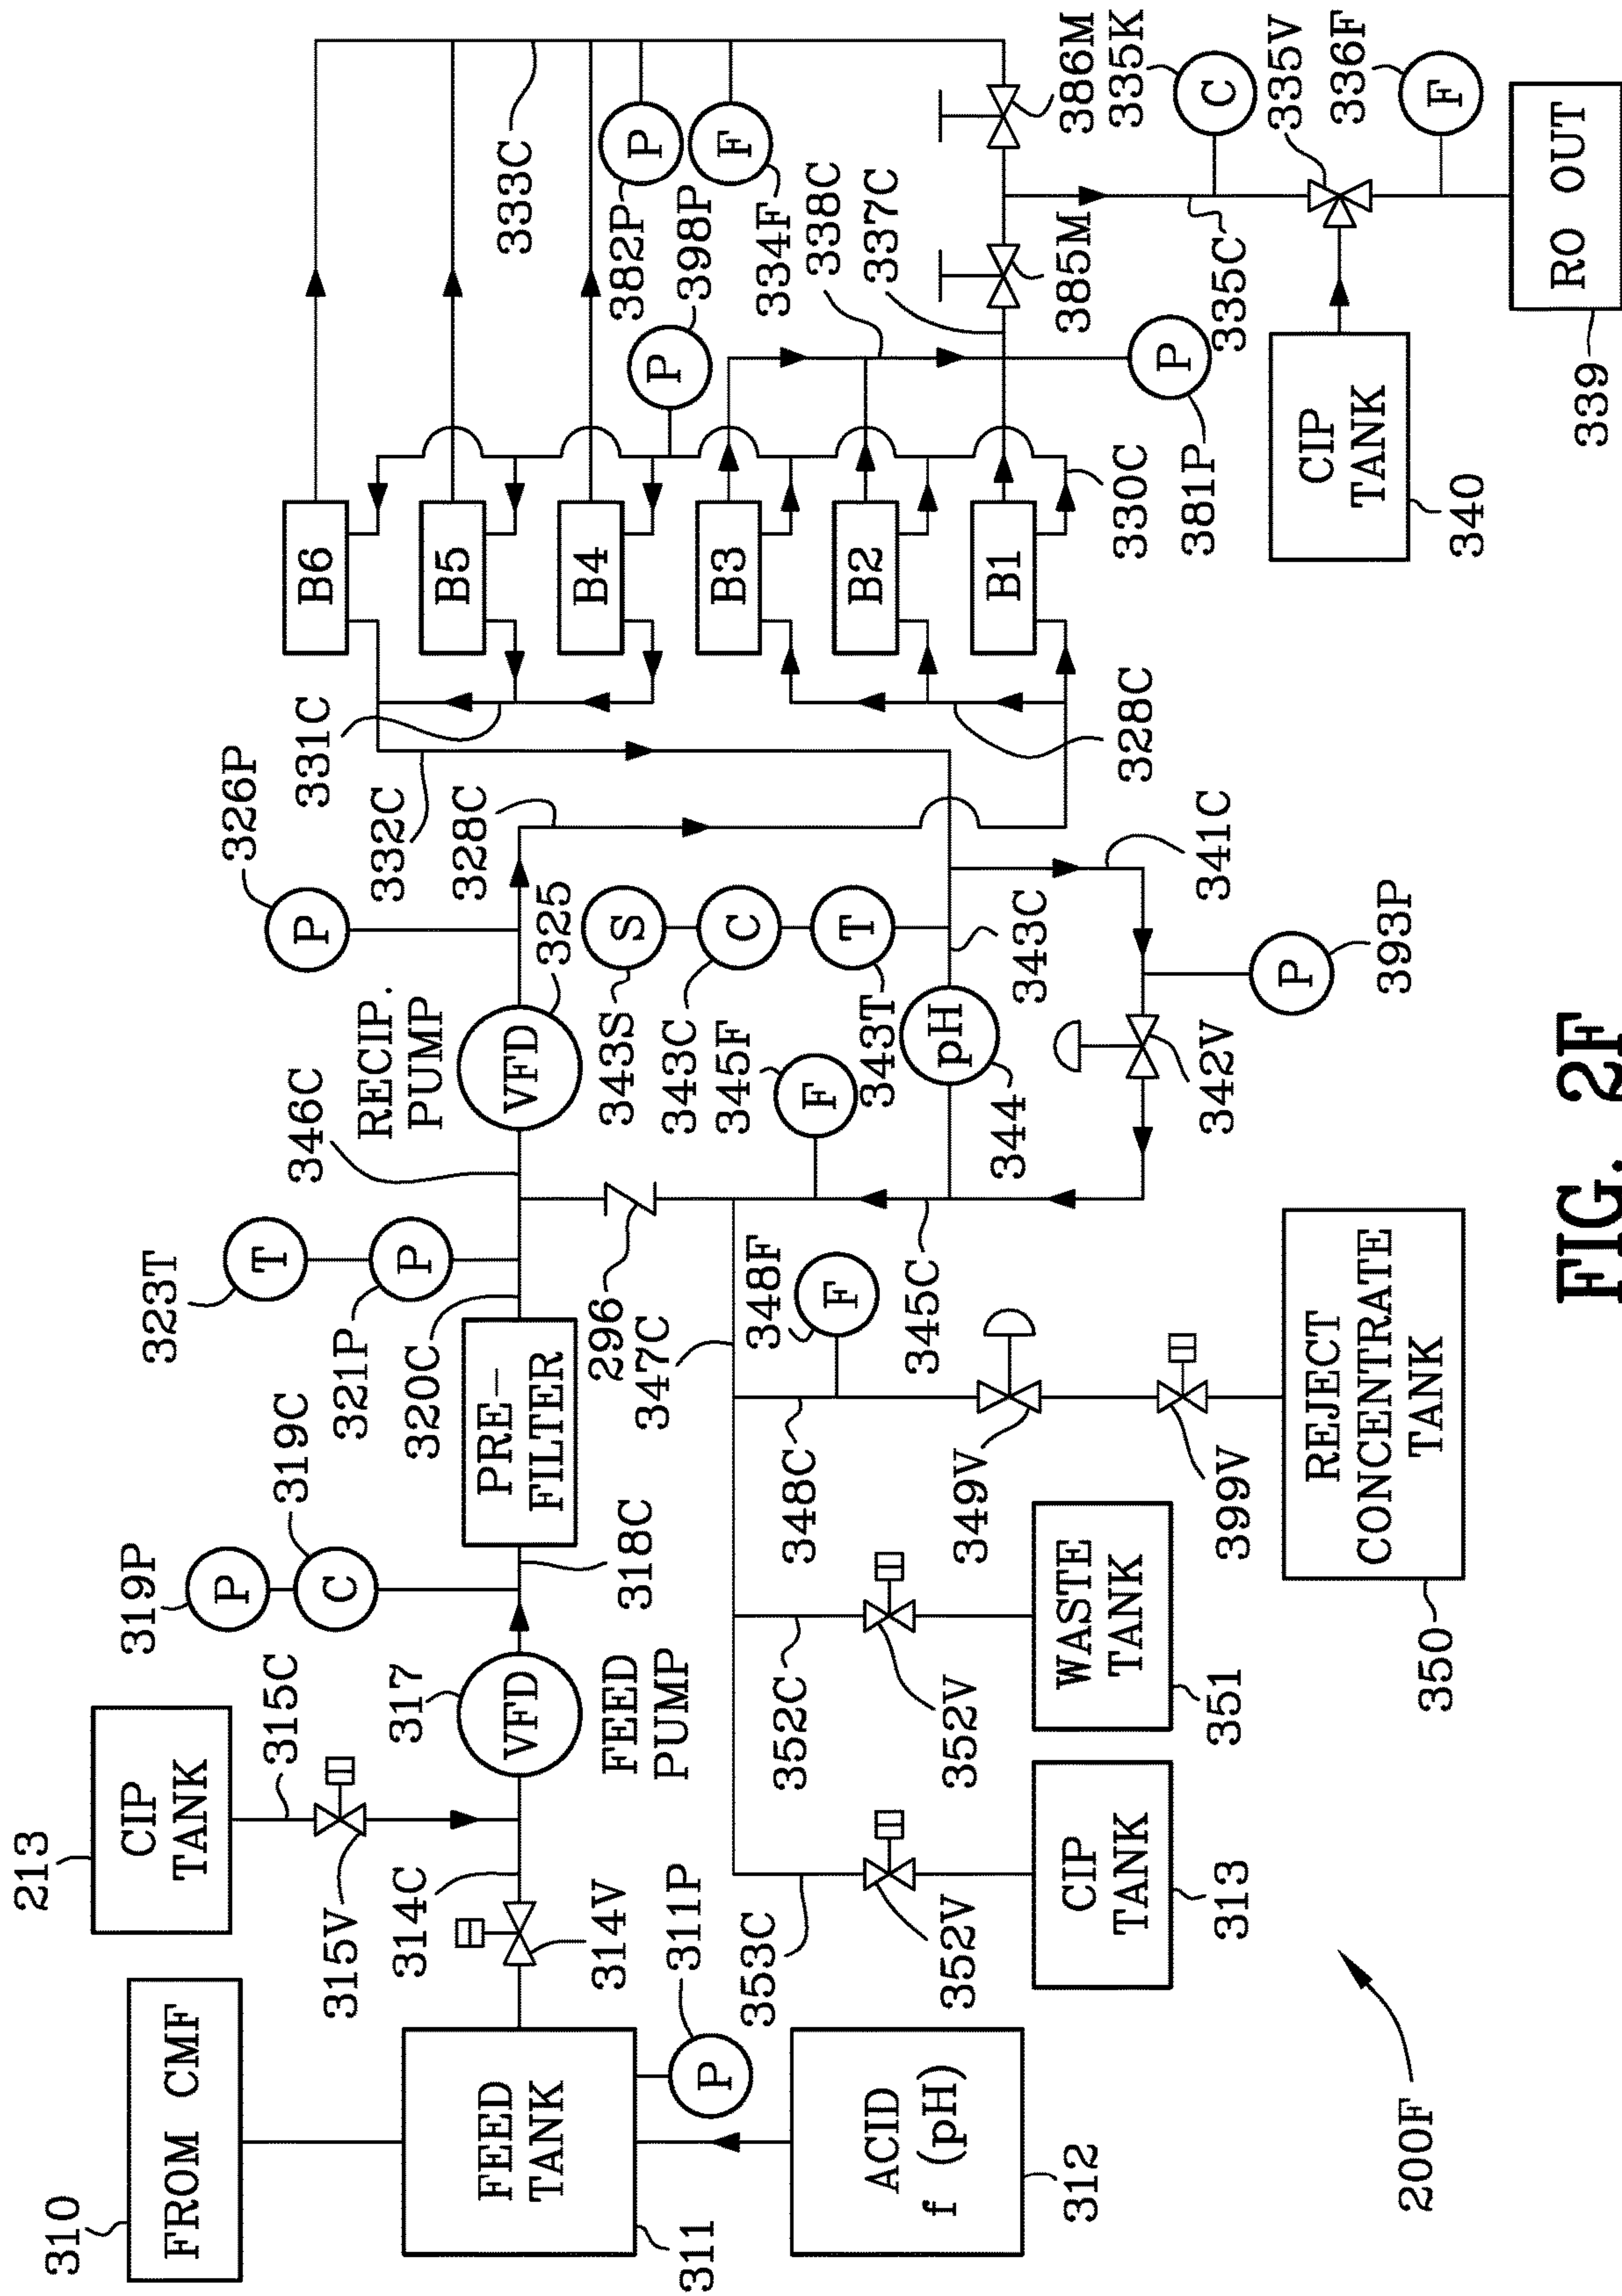 310
FROM CMF
213
CIP
TANK
315C
315V
314C
314V
311P
P
FEED
TANK
311
ACID
f (pH)
312
317
VFD
FEED
PUMP
319P
P
319C
C
318C
PRE-
FILTER
320C
321P
P
323T
T
346C
RECIP.
PUMP
VFD
325
326P
P
328C
332C
331C
328C
B6
B5
B4
B3
B2
B1
333C
382P
P
398P
P
334F
F
338C
337C
330C
381P
P
385M
386M
335K
C
335C
335V
336F
F
RO OUT
339
CIP
TANK
340
343S
S
343C
C
345F
F
343T
T
pH
344
343C
341C
393P
P
342V
296
347C
348F
F
345C
348C
349V
399V
REJECT
CONCENTRATE
TANK
350
352C
352V
WASTE
TANK
351
353C
352V
CIP
TANK
313
200F
FIG. 2F